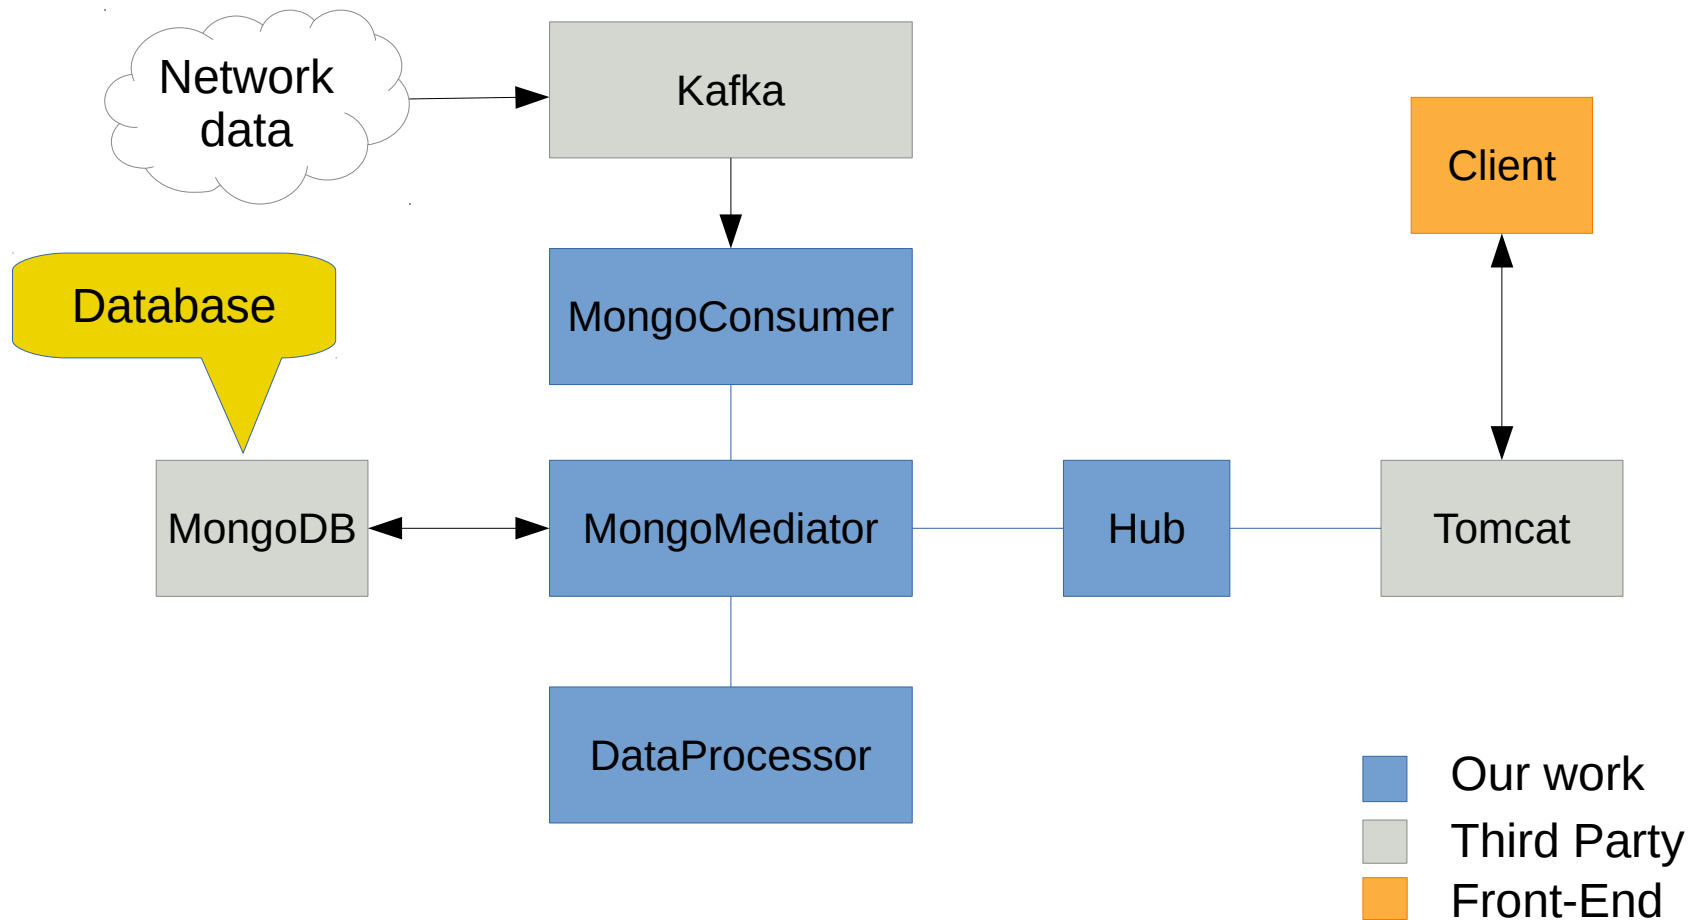 Network
data
Kafka
Client
Database
MongoConsumer
MongoDB
MongoMediator
Hub
Tomcat
DataProcessor
Our work
Third Party
Front-End